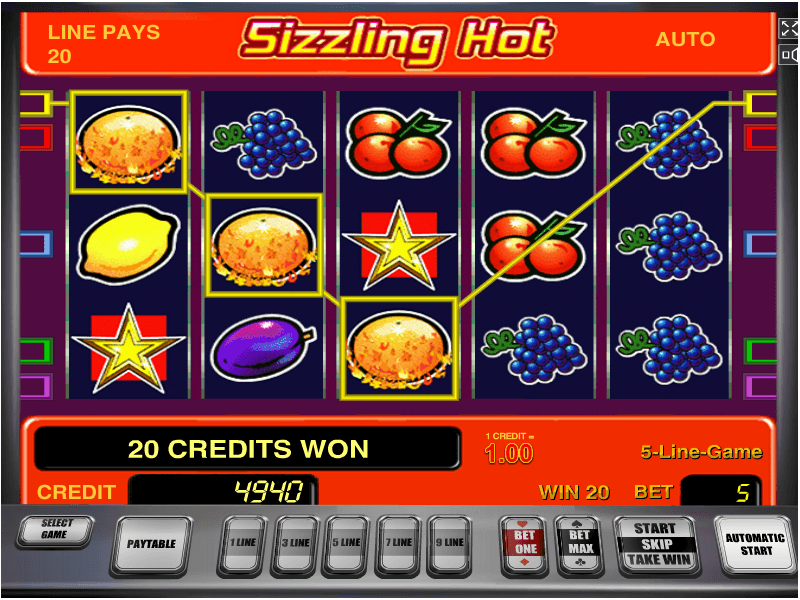 LINE PAYS
20
Sizzling Hot
AUTO
20 CREDITS WON
1 CREDIT =
1.00
5-Line-Game
CREDIT
4940
WIN 20
BET
5
SELECT
GAME
PAYTABLE
1 LINE
3 LINE
5 LINE
7 LINE
9 LINE
BET
ONE
BET
MAX
START
SKIP
TAKE WIN
AUTOMATIC
START